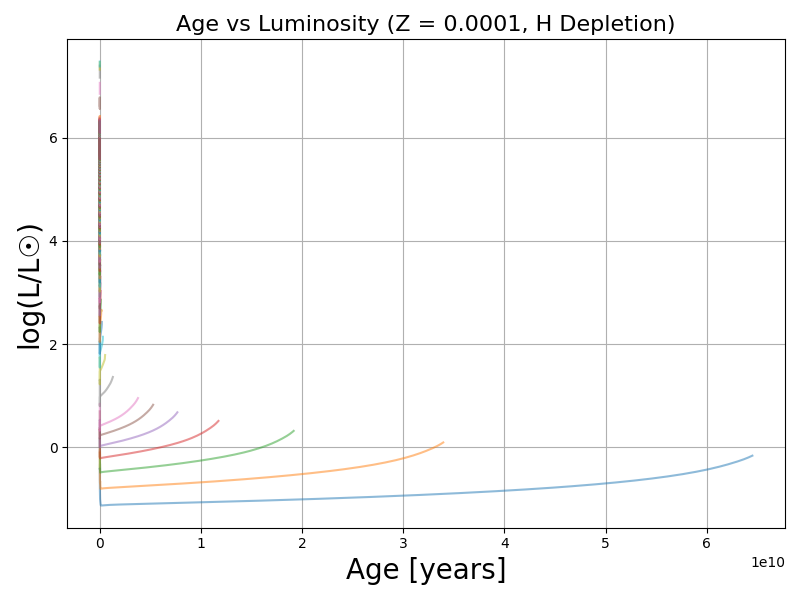 Age vs Luminosity (Z = 0.0001, H Depletion)
log(L/L☉)
6
4
2
0
0 1 2 3 4 5 6
1e10
Age [years]